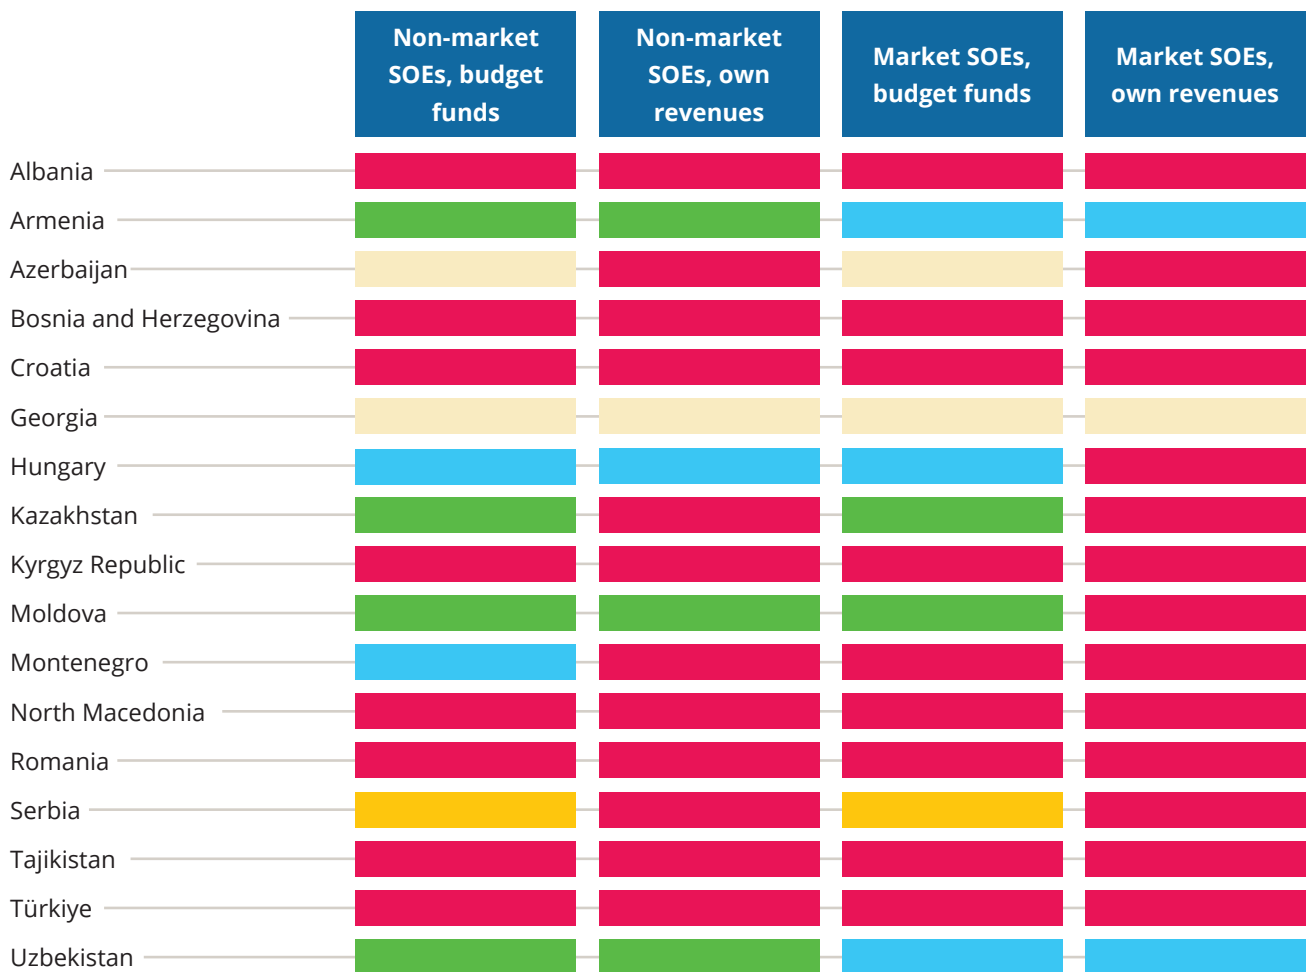 Non-market
SOEs, budget
funds
Non-market
SOEs, own
revenues
Market SOEs,
budget funds
Market SOEs,
own revenues
Albania
Armenia
Azerbaijan
Bosnia and Herzegovina
Croatia
Georgia
Hungary
Kazakhstan
Kyrgyz Republic
Moldova
Montenegro
North Macedonia
Romania
Serbia
Tajikistan
Türkiye
Uzbekistan